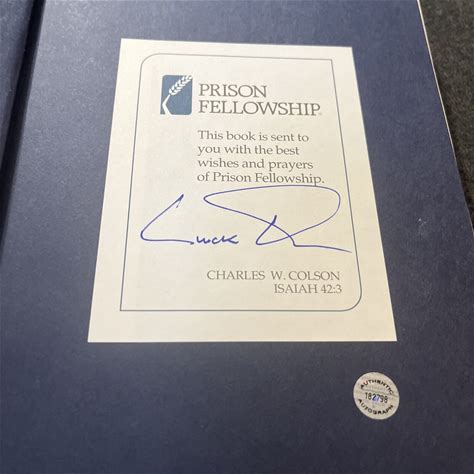 PRISON
FELLOWSHIP®
This book is sent to
you with the best
wishes and prayers
of Prison Fellowship.
Chuck
CHARLES W. COLSON
ISAIAH 42:3
AUTHENTIC
182798
AUTOGRAPH